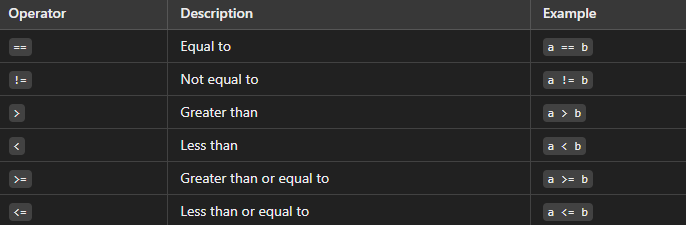 Operator Description Example
== Equal to a == b
!= Not equal to a != b
> Greater than a > b
< Less than a < b
>= Greater than or equal to a >= b
<= Less than or equal to a <= b